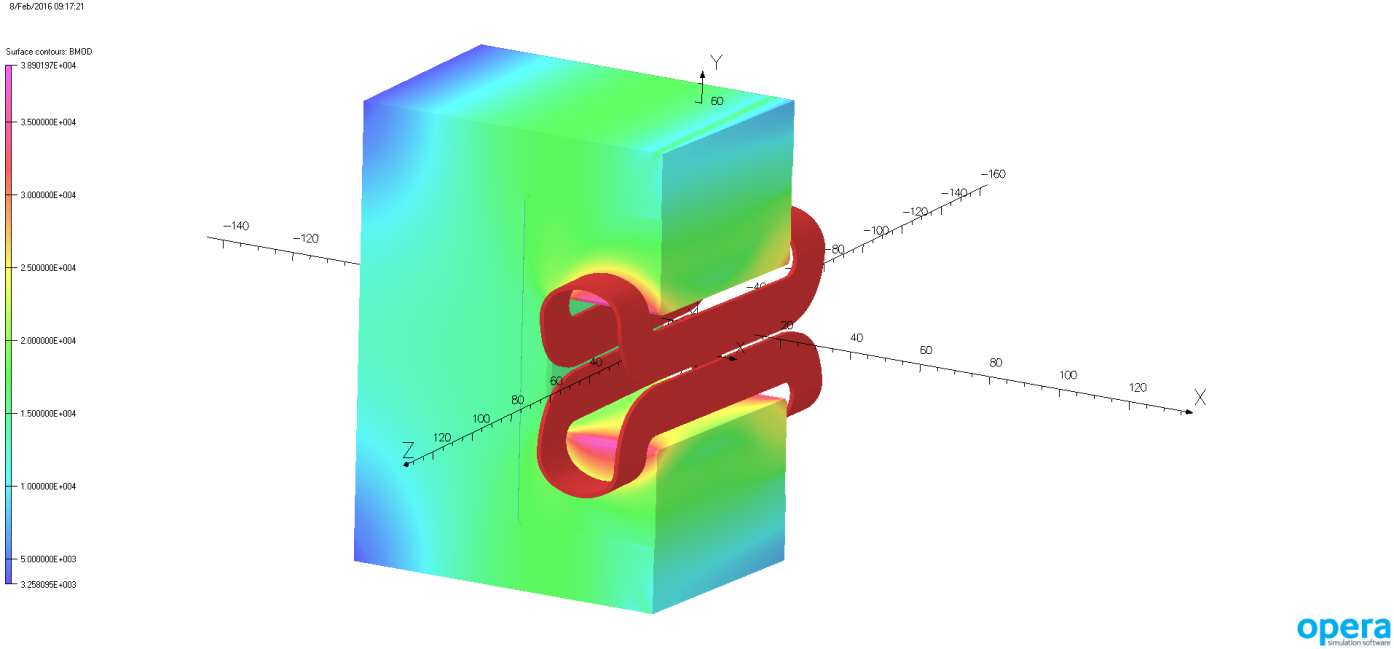 8/Feb/2016 09:17:21
Surface contours: BMOD
3.890197E+004
3.500000E+004
3.000000E+004
2.500000E+004
2.000000E+004
1.500000E+004
1.000000E+004
5.000000E+003
3.258095E+003
Y
60
−160
−140
−120
−100
−80
−40
−140
−120
20
40
60
80
100
120
X
X
40
60
80
100
120
Z
opera
simulation software